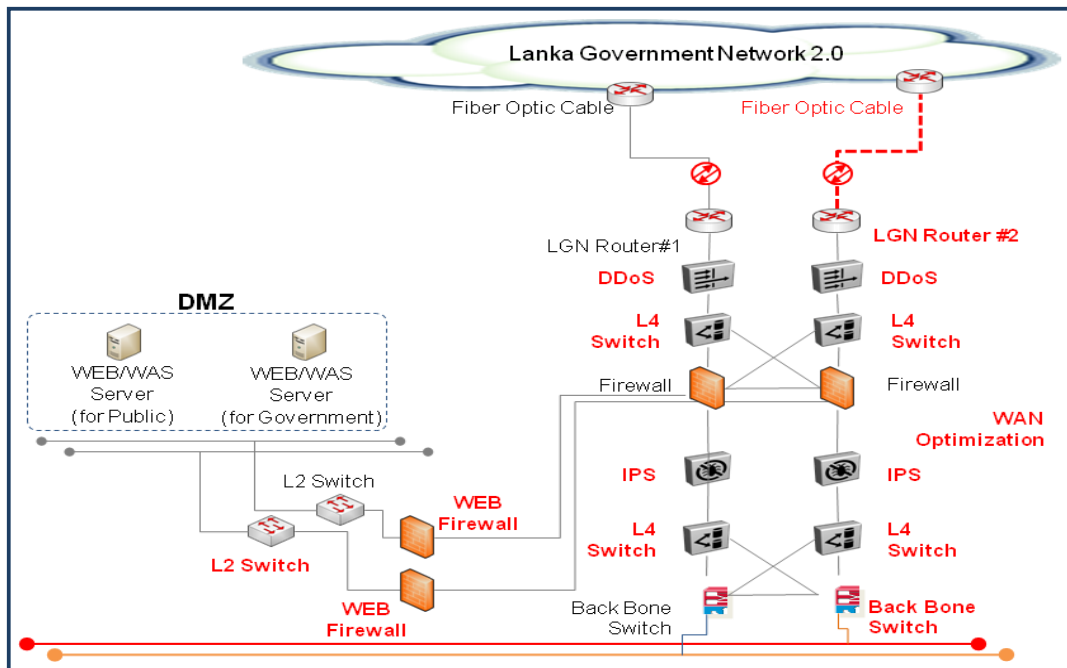 Lanka Government Network 2.0
Fiber Optic Cable
Fiber Optic Cable
LGN Router#1
LGN Router #2
DDoS
DDoS
DMZ
L4
Switch
L4
Switch
WEB/WAS
Server
(for Public)
WEB/WAS
Server
(for Government)
Firewall
Firewall
WAN
Optimization
IPS
IPS
L2 Switch
WEB
Firewall
L4
Switch
L4
Switch
L2 Switch
WEB
Firewall
Back Bone
Switch
Back Bone
Switch